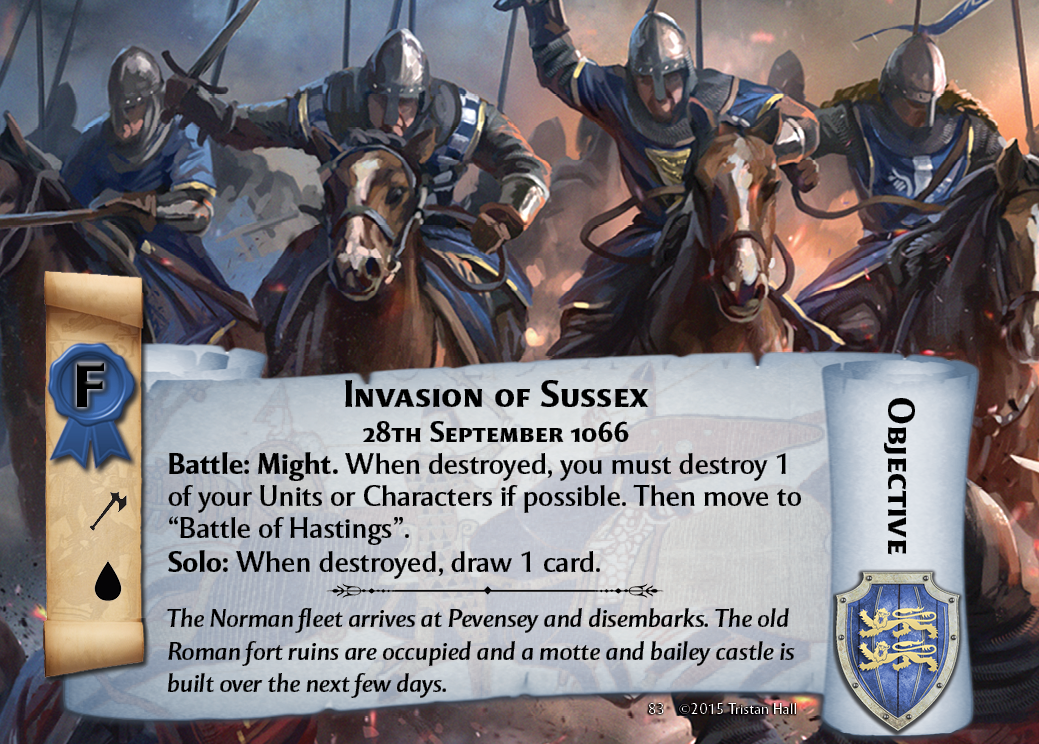 F
Invasion of Sussex
28th September 1066
Battle: Might. When destroyed, you must destroy 1
of your Units or Characters if possible. Then move to
“Battle of Hastings”.
Solo: When destroyed, draw 1 card.
The Norman fleet arrives at Pevensey and disembarks. The old
Roman fort ruins are occupied and a motte and bailey castle is
built over the next few days.
83 ©2015 Tristan Hall
Objective